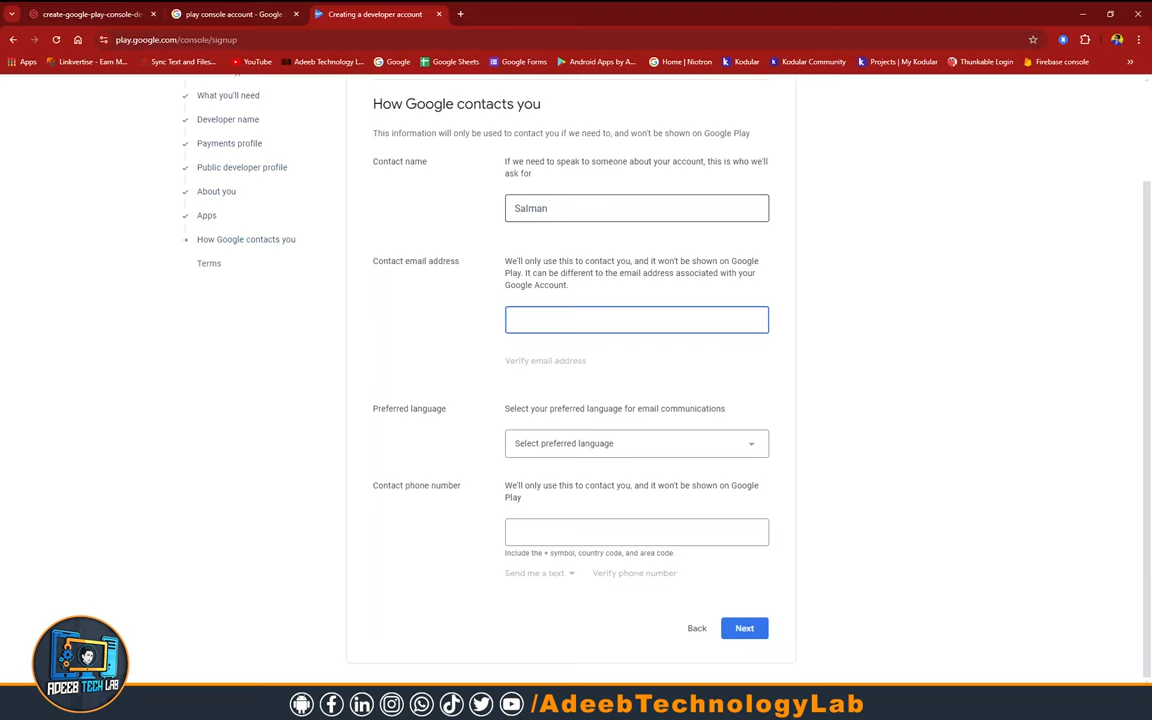 create-google-play-console-de
play console account - Google
Creating a developer account
play.google.com/console/signup
Apps
Linkvertise - Earn M...
Sync Text and Files...
YouTube
Adeeb Technology L...
Google
Google Sheets
Google Forms
Android Apps by A...
Home | Niotron
Kodular
Kodular Community
Projects | My Kodular
Thunkable Login
Firebase console
What you'll need
Developer name
Payments profile
Public developer profile
About you
Apps
How Google contacts you
Terms
How Google contacts you
This information will only be used to contact you if we need to, and won't be shown on Google Play
Contact name
If we need to speak to someone about your account, this is who we'll
ask for
Salman
Contact email address
We'll only use this to contact you, and it won't be shown on Google
Play. It can be different to the email address associated with your
Google Account.
Verify email address
Preferred language
Select your preferred language for email communications
Select preferred language
Contact phone number
We'll only use this to contact you, and it won't be shown on Google
Play
Include the + symbol, country code, and area code.
Send me a text
Verify phone number
Back
Next
ADEEB TECH LAB
/AdeebTechnologyLab